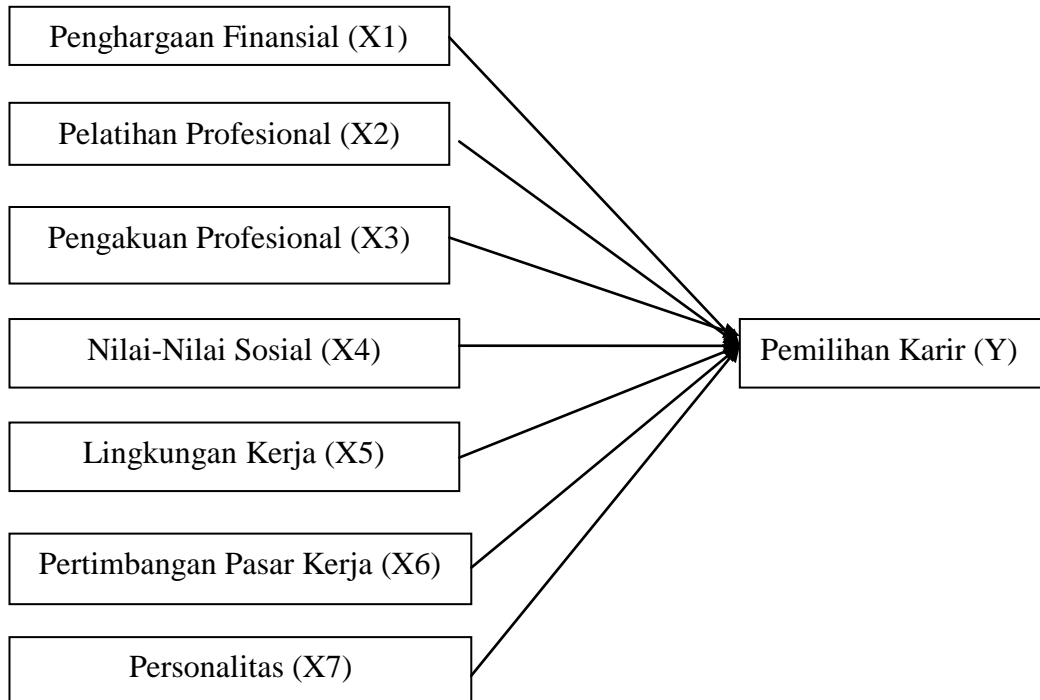 Penghargaan Finansial (X1)
Pelatihan Profesional (X2)
Pengakuan Profesional (X3)
Nilai-Nilai Sosial (X4)
Pemilihan Karir (Y)
Lingkungan Kerja (X5)
Pertimbangan Pasar Kerja (X6)
Personalitas (X7)